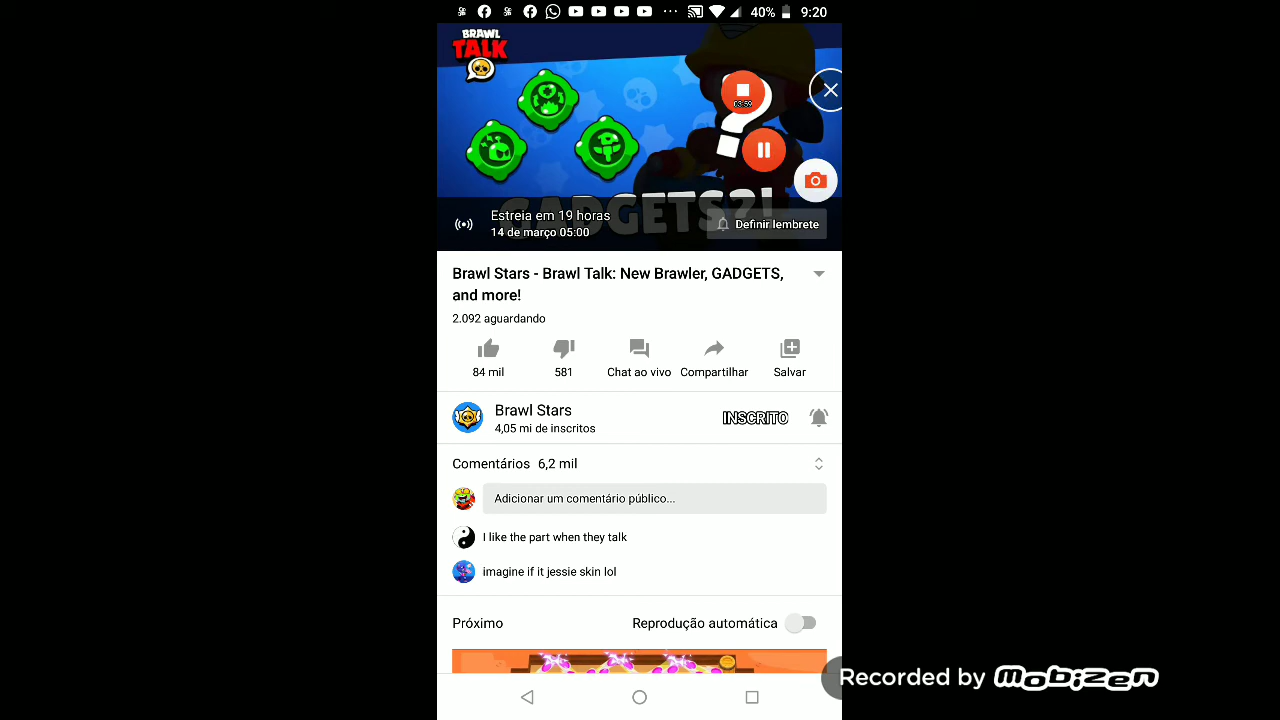 40% 9:20
BRAWL
TALK
03:59
GADGETS?!
Estreia em 19 horas
14 de março 05:00
Definir lembrete
Brawl Stars - Brawl Talk: New Brawler, GADGETS,
and more!
2.092 aguardando
84 mil 581 Chat ao vivo Compartilhar Salvar
Brawl Stars
4,05 mi de inscritos
INSCRITO
Comentários 6,2 mil
Adicionar um comentário público...
I like the part when they talk
imagine if it jessie skin lol
Próximo Reprodução automática
Recorded by mobizen